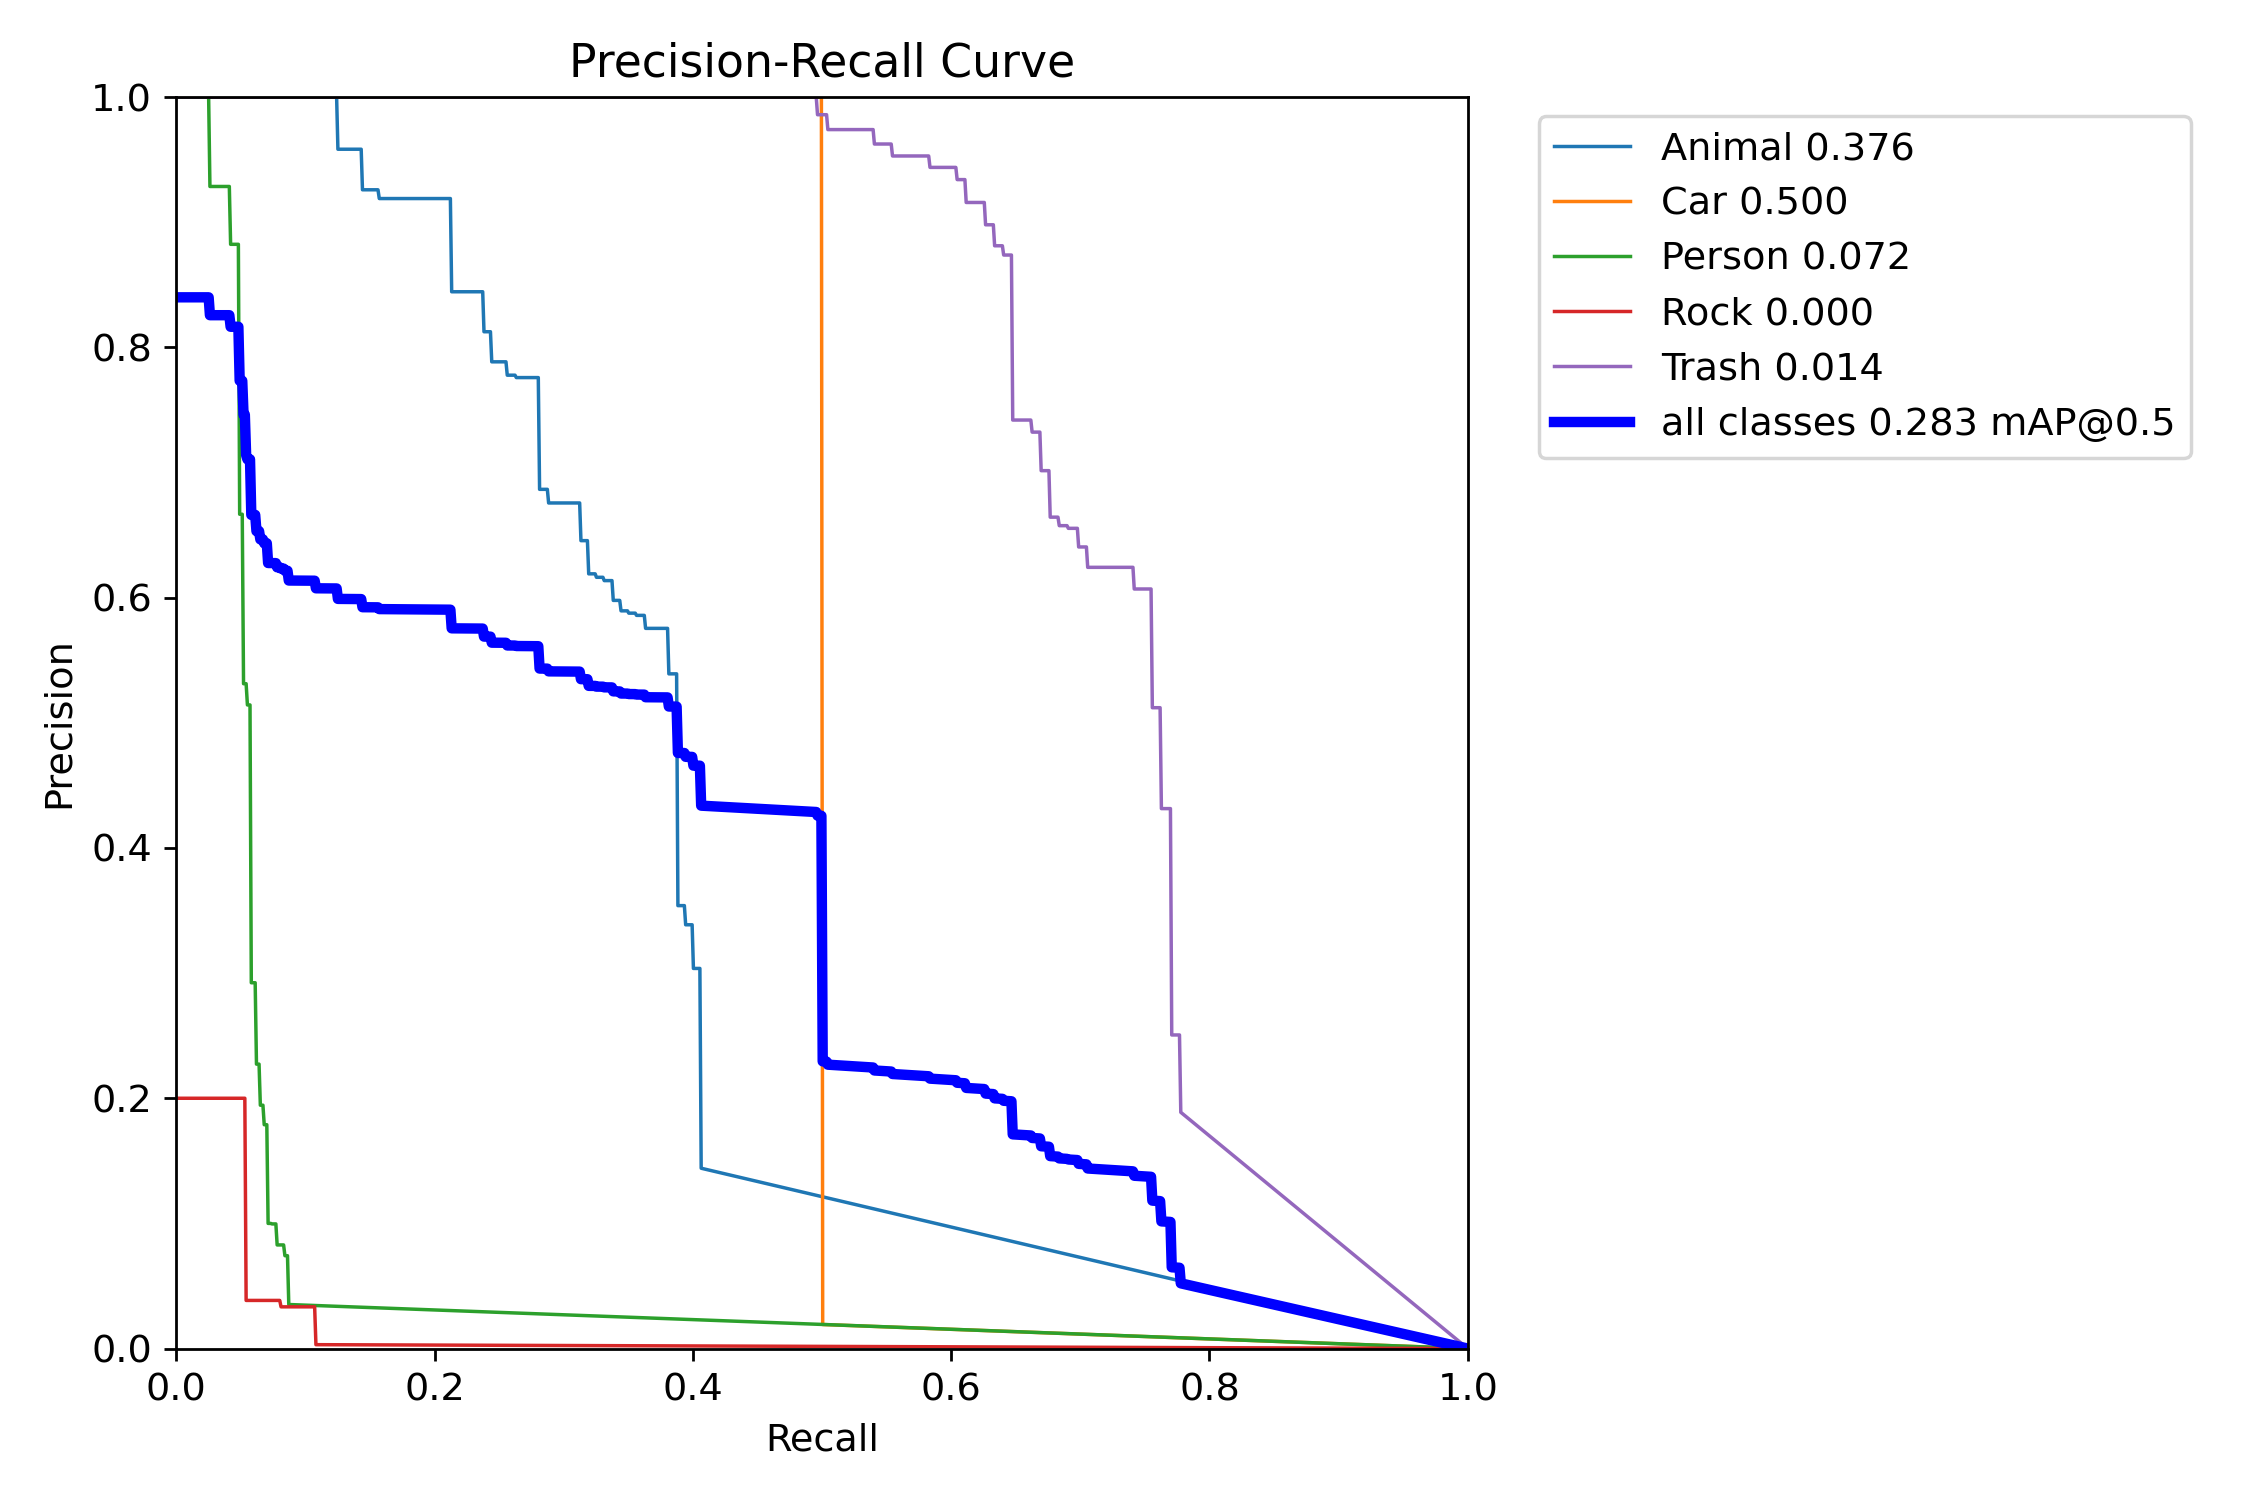 Precision-Recall Curve
1.0
0.8
0.6
0.4
0.2
0.0
Precision
0.0 0.2 0.4 0.6 0.8 1.0
Recall
Animal 0.376
Car 0.500
Person 0.072
Rock 0.000
Trash 0.014
all classes 0.283 mAP@0.5